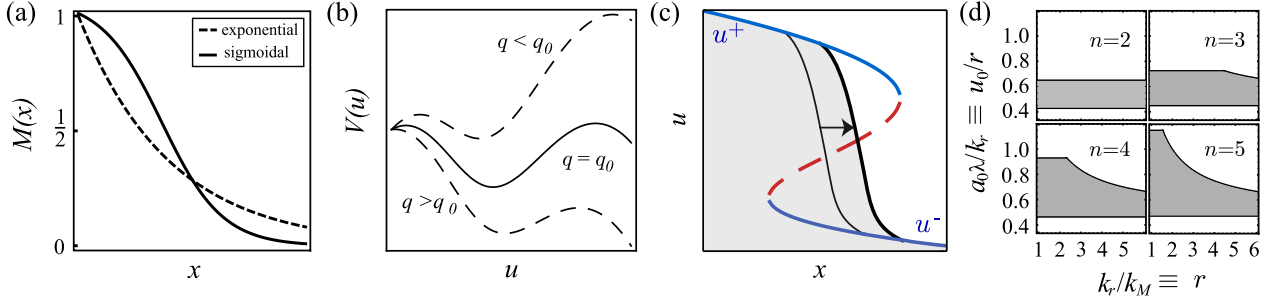 (a)
M(x)
1
1/2
0
exponential
sigmoidal
x
(b)
V(u)
q < q₀
q = q₀
q > q₀
u
(c)
u
u⁺
u⁻
x
(d)
a₀λ/kᵣ ≡ u₀/r
1.0
0.8
0.6
0.4
n=2
n=3
1.0
0.8
0.6
0.4
n=4
n=5
1 2 3 4 5 1 2 3 4 5 6
kᵣ/k_M ≡ r